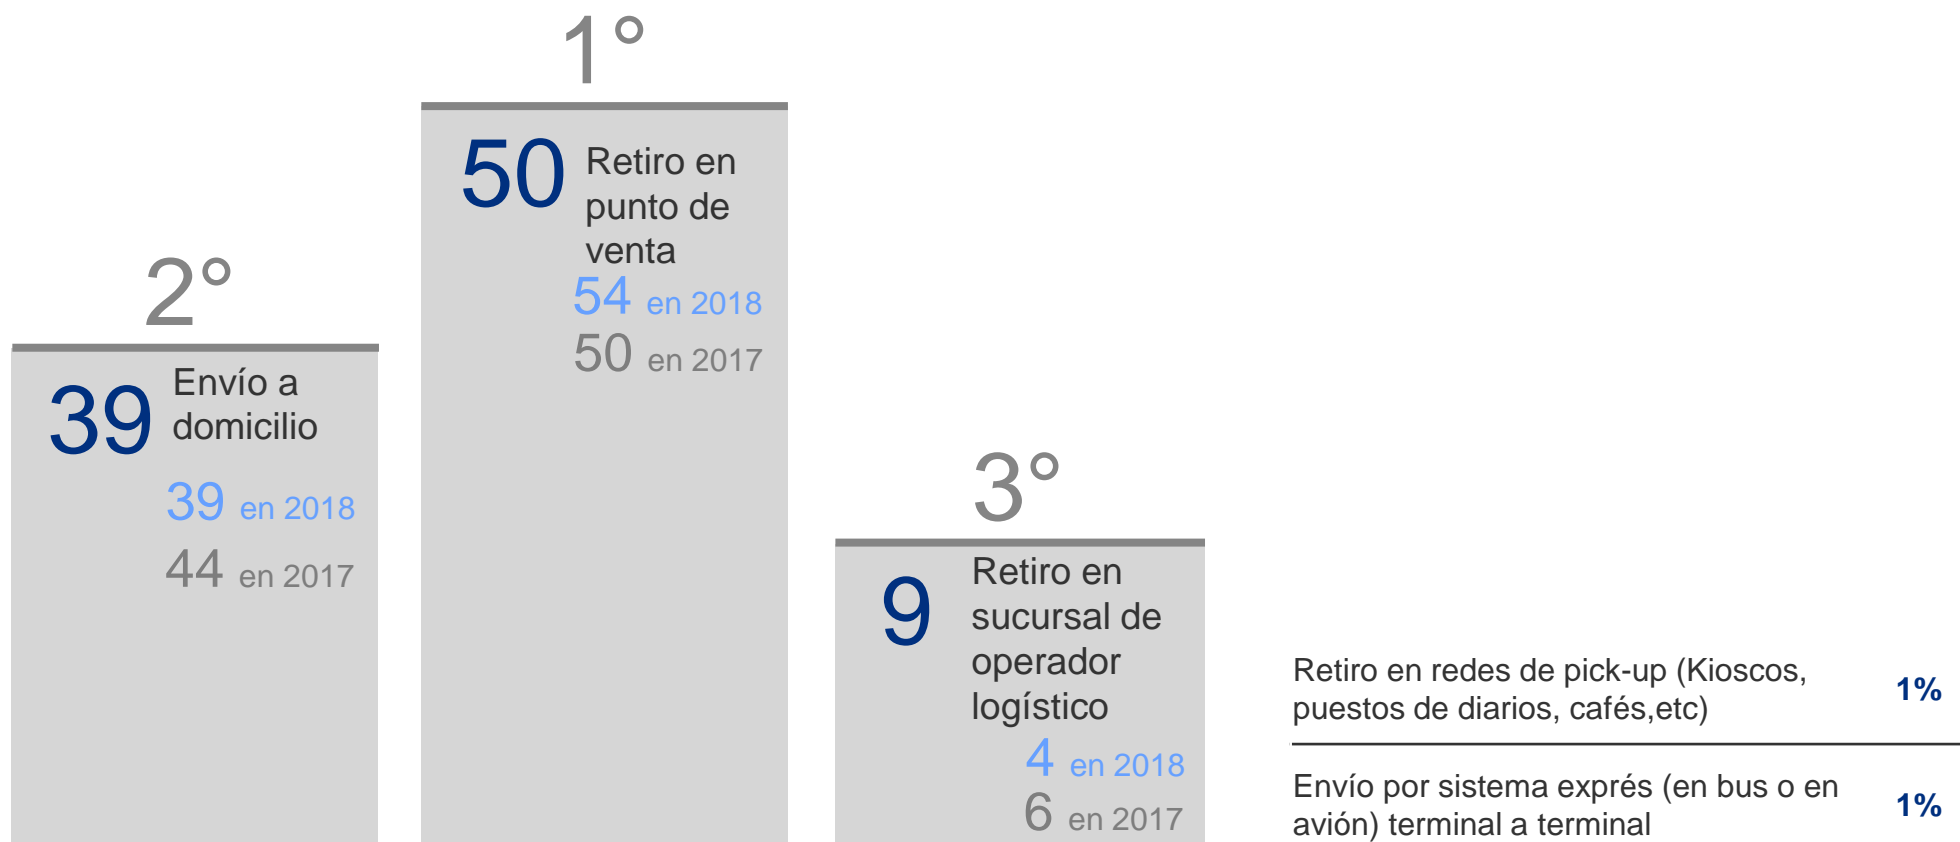 1°
50
Retiro en
punto de
venta
54 en 2018
50 en 2017
2°
39
Envío a
domicilio
39 en 2018
44 en 2017
3°
9
Retiro en
sucursal de
operador
logístico
4 en 2018
6 en 2017
Retiro en redes de pick-up (Kioscos,
puestos de diarios, cafés,etc)
1%
Envío por sistema exprés (en bus o en
avión) terminal a terminal
1%